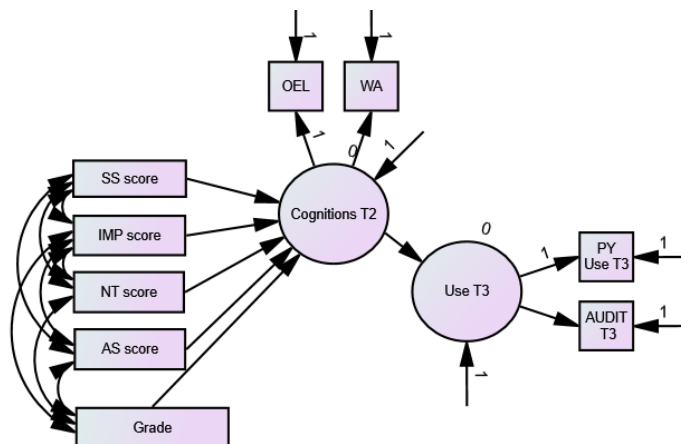 1
1
OEL
WA
1
0
1
SS score
Cognitions T2
IMP score
0
1
PY
Use T3
1
NT score
Use T3
1
AUDIT
T3
AS score
1
Grade